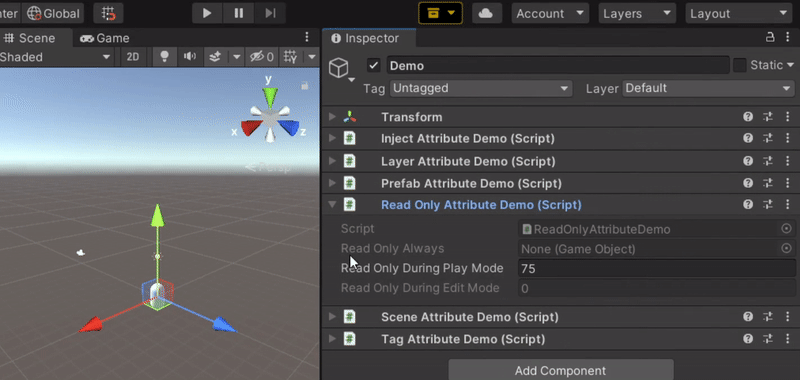 nter Global Account Layers Layout
Scene Game Inspector
Shaded 2D 0
Demo Static
Tag Untagged Layer Default
y
x z
Persp
Transform
Inject Attribute Demo (Script)
Layer Attribute Demo (Script)
Prefab Attribute Demo (Script)
Read Only Attribute Demo (Script)
Script ReadOnlyAttributeDemo
Read Only Always None (Game Object)
Read Only During Play Mode 75
Read Only During Edit Mode 0
Scene Attribute Demo (Script)
Tag Attribute Demo (Script)
Add Component